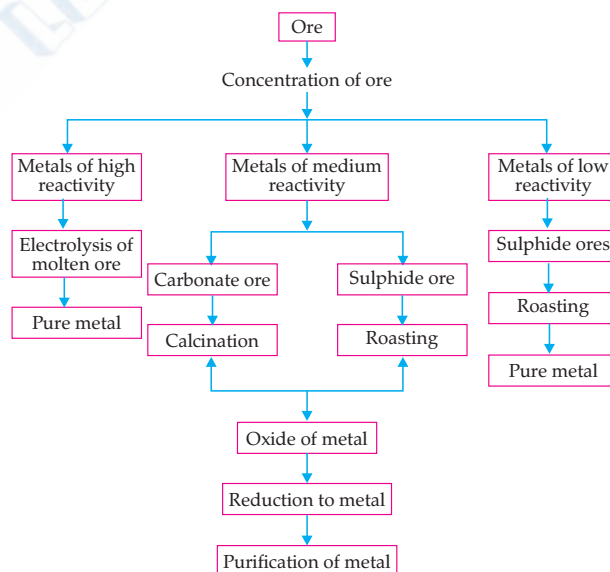 Ore
Concentration of ore
Metals of high
reactivity
Metals of medium
reactivity
Metals of low
reactivity
Electrolysis of
molten ore
Pure metal
Carbonate ore
Calcination
Sulphide ore
Roasting
Sulphide ores
Roasting
Pure metal
Oxide of metal
Reduction to metal
Purification of metal